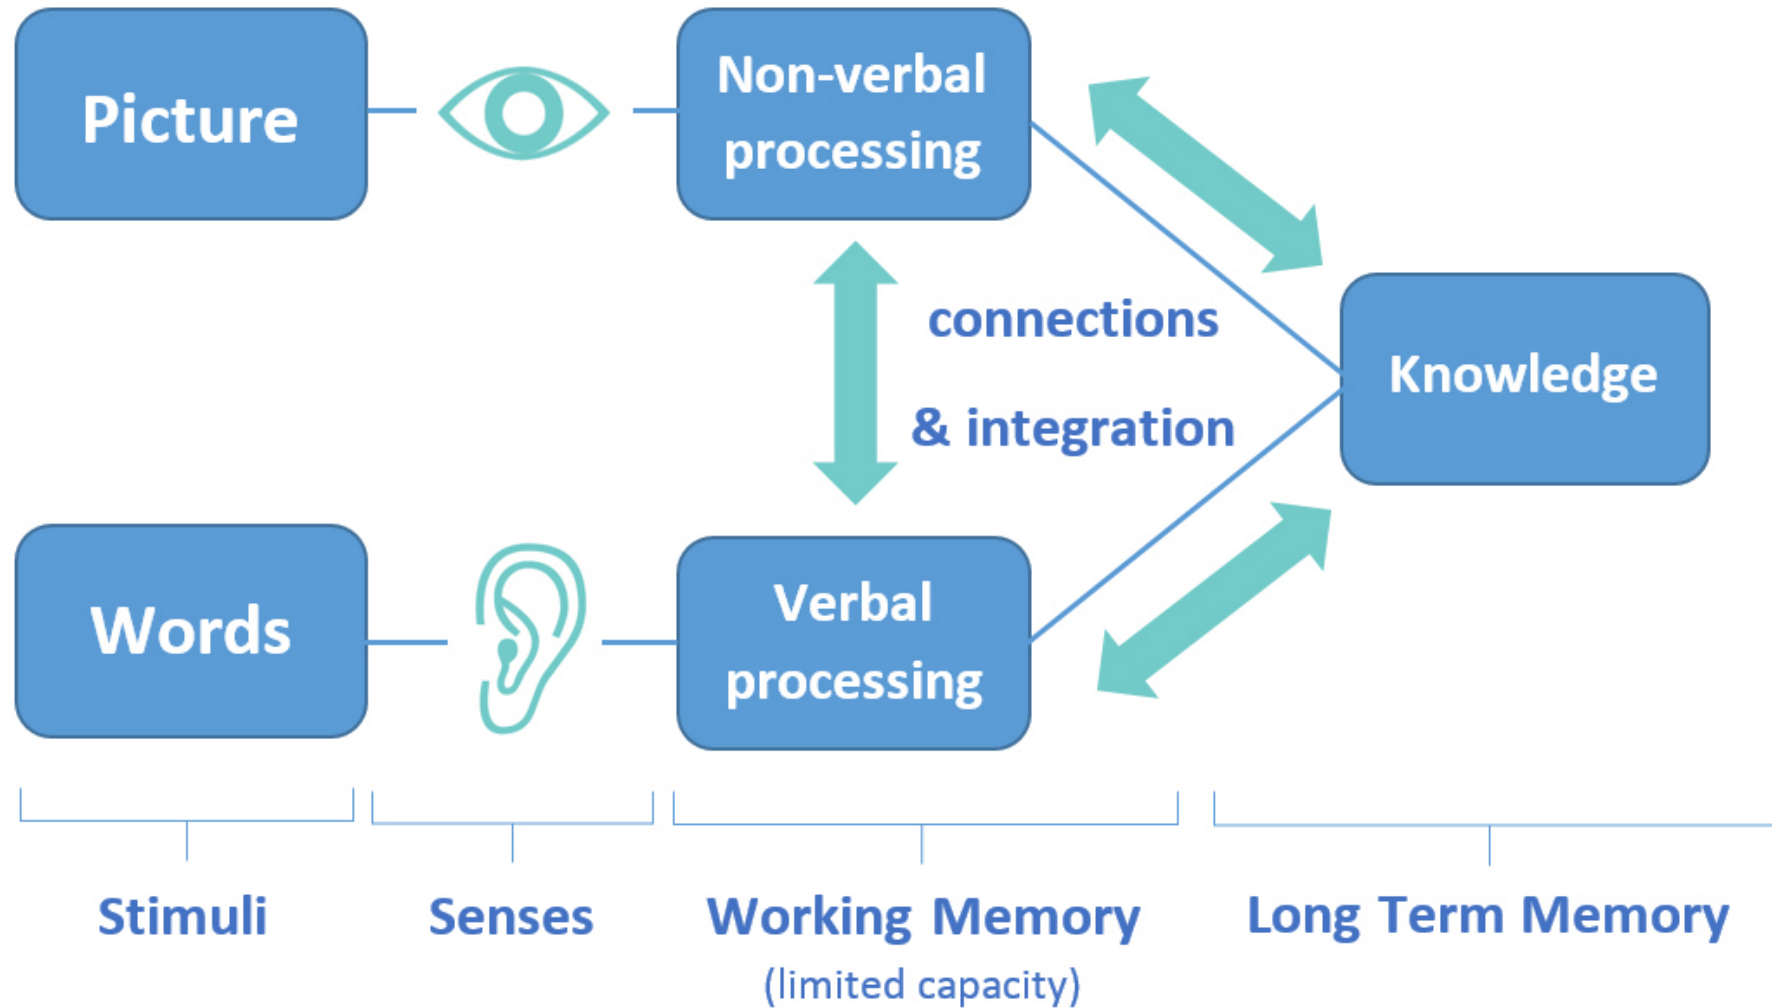 Picture
Non-verbal
processing
connections
& integration
Knowledge
Words
Verbal
processing
Stimuli
Senses
Working Memory
(limited capacity)
Long Term Memory